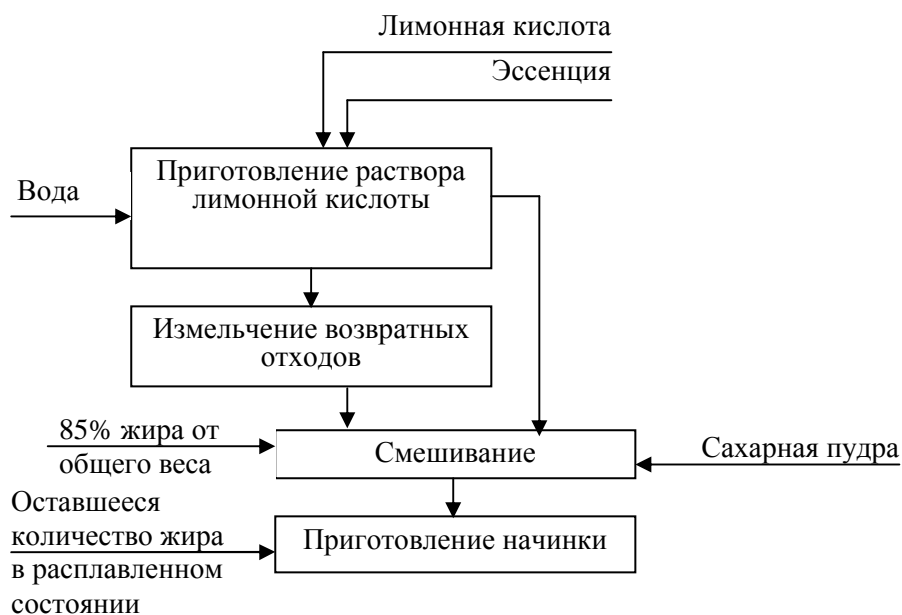 Лимонная кислота
Эссенция
Приготовление раствора
лимонной кислоты
Вода
Измельчение возвратных
отходов
85% жира от
общего веса
Смешивание
Сахарная пудра
Оставшееся
количество жира
в расплавленном
состоянии
Приготовление начинки